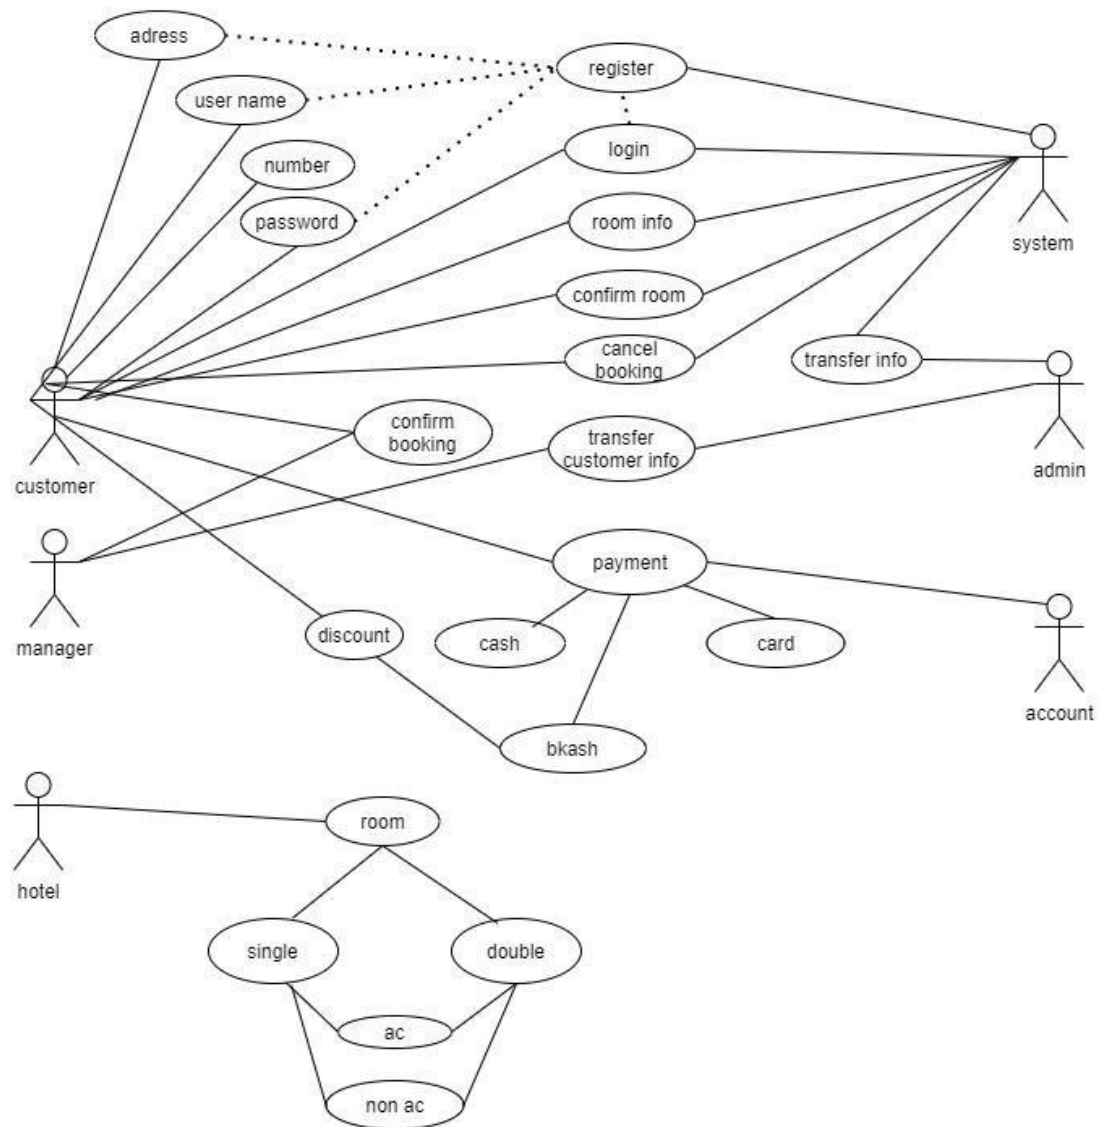 adress
register
user name
login
number
password
room info
system
confirm room
cancel
booking
transfer info
confirm
booking
transfer
customer info
admin
customer
payment
discount
cash
card
manager
account
bkash
room
hotel
single
double
ac
non ac